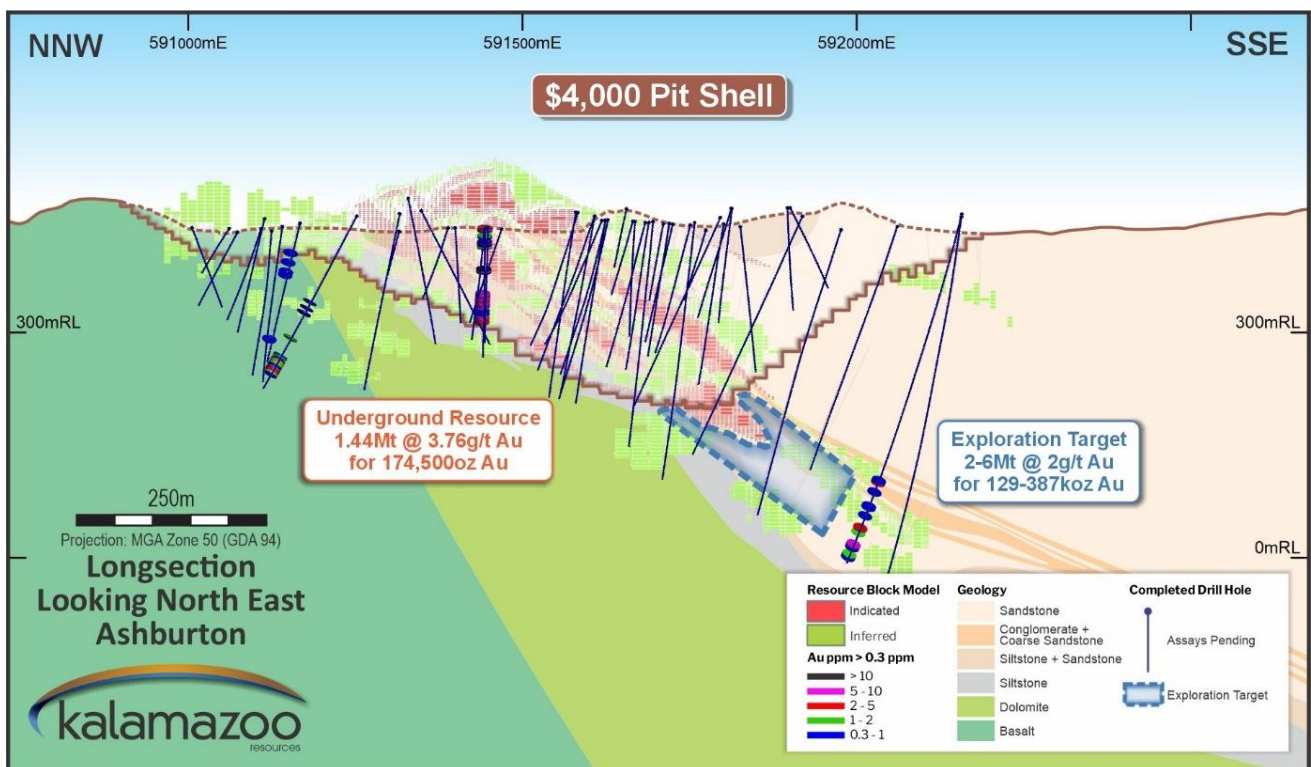 NNW
591000mE
591500mE
592000mE
SSE
$4,000 Pit Shell
300mRL
300mRL
Underground Resource
1.44Mt @ 3.76g/t Au
for 174,500oz Au
Exploration Target
2-6Mt @ 2g/t Au
for 129-387koz Au
250m
Projection: MGA Zone 50 (GDA 94)
0mRL
Longsection
Looking North East
Ashburton
kalamazoo
resources
Resource Block Model
Indicated
Inferred
Au ppm > 0.3 ppm
> 10
5 - 10
2 - 5
1 - 2
0.3 - 1
Geology
Sandstone
Conglomerate +
Coarse Sandstone
Siltstone + Sandstone
Siltstone
Dolomite
Basalt
Completed Drill Hole
Assays Pending
Exploration Target